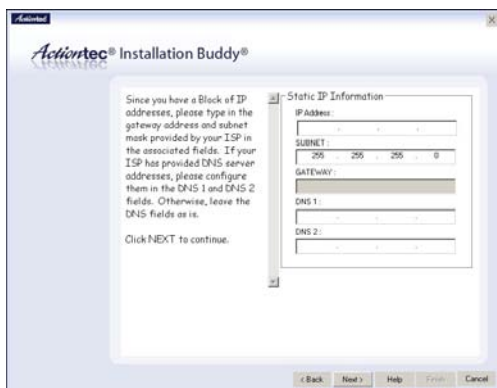 Actiontec
Actiontec® Installation Buddy®
Since you have a Block of IP
addresses, please type in the
gateway address and subnet
mask provided by your ISP in
the associated fields. If your
ISP has provided DNS server
addresses, please configure
them in the DNS 1 and DNS 2
fields. Otherwise, leave the
DNS fields as is.
Click NEXT to continue.
Static IP Information
IP Address:
. . .
SUBNET:
255 . 255 . 255 . 0
GATEWAY:
DNS 1:
. . .
DNS 2:
. . .
< Back Next > Help Finish Cancel